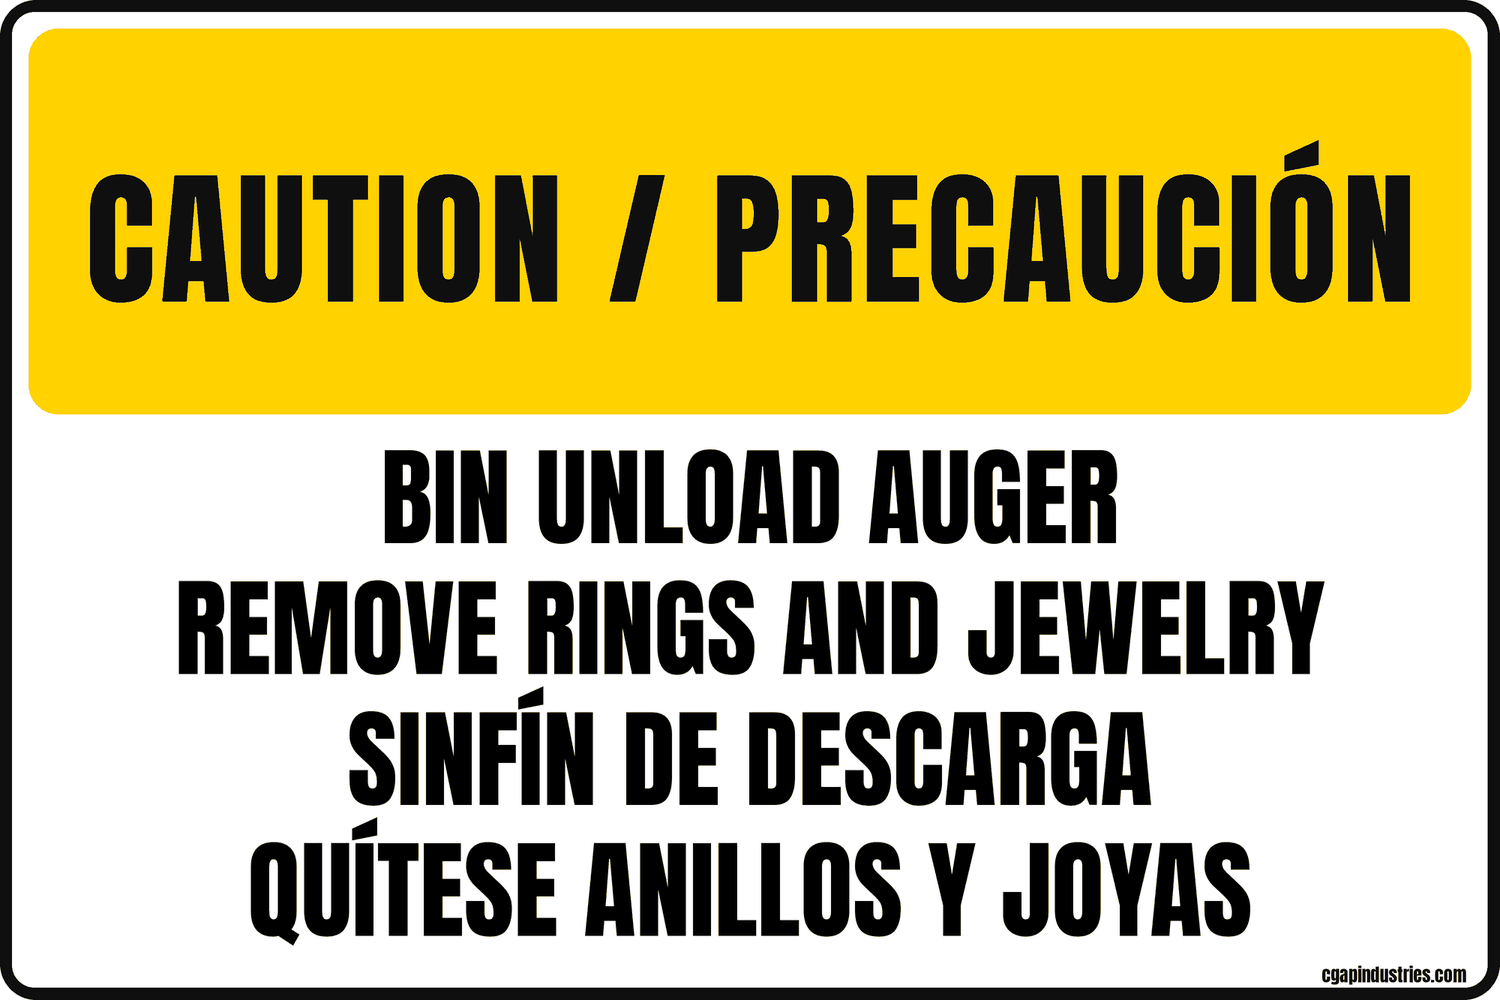 CAUTION / PRECAUCIÓN
BIN UNLOAD AUGER
REMOVE RINGS AND JEWELRY
SINFÍN DE DESCARGA
QUÍTESE ANILLOS Y JOYAS
cgapindustries.com